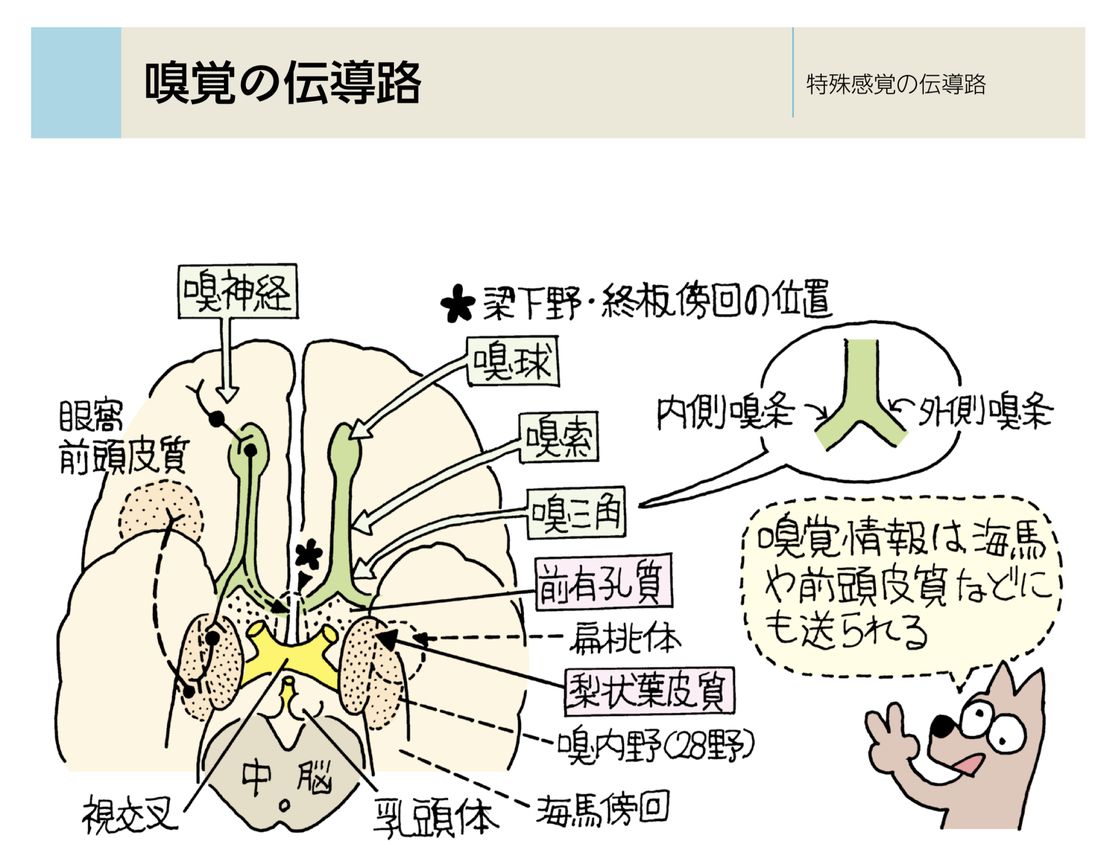 嗅覚の伝導路
特殊感覚の伝導路
嗅神経
*梁下野・終板傍回の位置
嗅球
内側嗅条
外側嗅条
眼窩
前頭皮質
嗅索
嗅三角
*
前有孔質
嗅覚情報は海馬
や前頭皮質などに
も送られる
扁桃体
梨状葉皮質
嗅内野(28野)
中脳
視交叉
乳頭体
海馬傍回